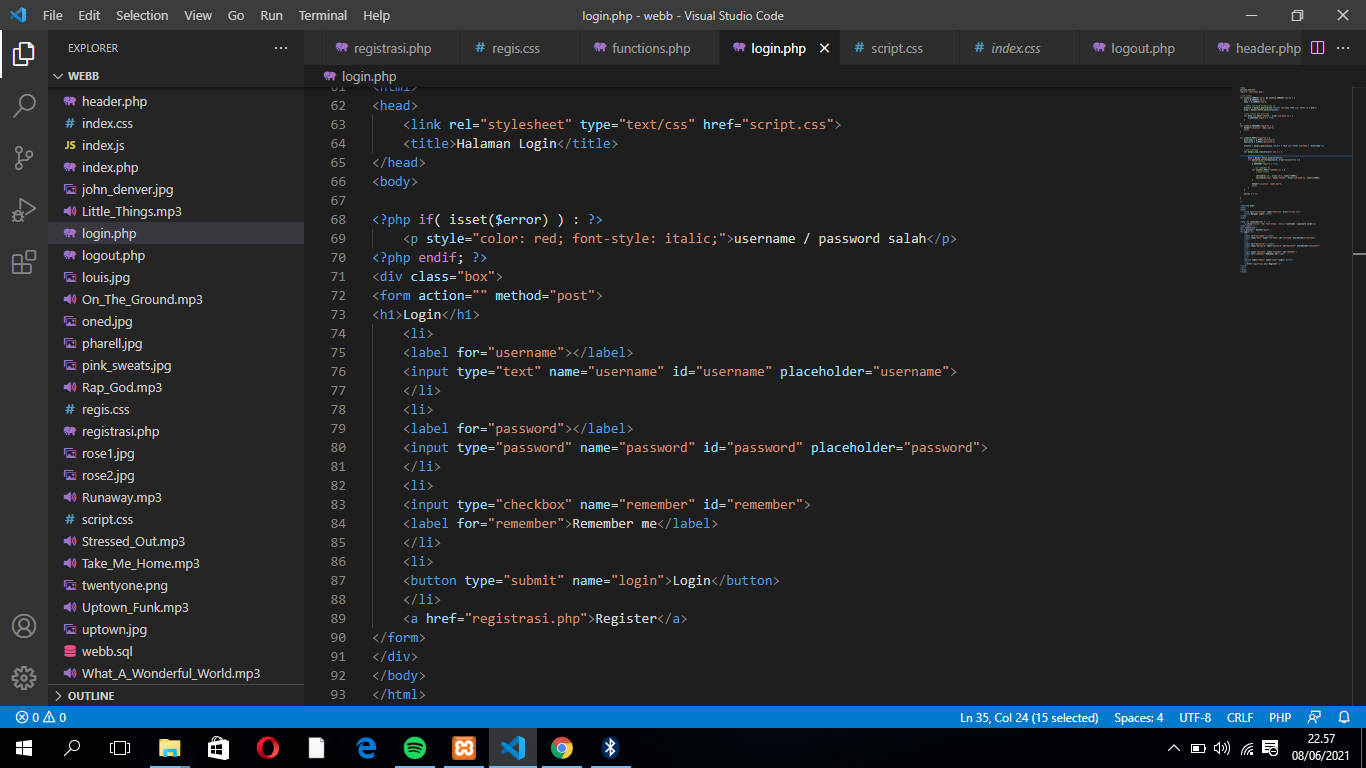 File Edit Selection View Go Run Terminal Help login.php - webb - Visual Studio Code
EXPLORER
registrasi.php # regis.css functions.php login.php # script.css # index.css logout.php header.php
WEBB
login.php
header.php
# index.css
JS index.js
index.php
john_denver.jpg
Little_Things.mp3
login.php
logout.php
louis.jpg
On_The_Ground.mp3
oned.jpg
pharell.jpg
pink_sweats.jpg
Rap_God.mp3
# regis.css
registrasi.php
rose1.jpg
rose2.jpg
Runaway.mp3
# script.css
Stressed_Out.mp3
Take_Me_Home.mp3
twentyone.png
Uptown_Funk.mp3
uptown.jpg
webb.sql
What_A_Wonderful_World.mp3
OUTLINE
61 <html>
62 <head>
63 <link rel="stylesheet" type="text/css" href="script.css">
64 <title>Halaman Login</title>
65 </head>
66 <body>
67
68 <?php if( isset($error) ) : ?>
69 <p style="color: red; font-style: italic;">username / password salah</p>
70 <?php endif; ?>
71 <div class="box">
72 <form action="" method="post">
73 <h1>Login</h1>
74 <li>
75 <label for="username"></label>
76 <input type="text" name="username" id="username" placeholder="username">
77 </li>
78 <li>
79 <label for="password"></label>
80 <input type="password" name="password" id="password" placeholder="password">
81 </li>
82 <li>
83 <input type="checkbox" name="remember" id="remember">
84 <label for="remember">Remember me</label>
85 </li>
86 <li>
87 <button type="submit" name="login">Login</button>
88 </li>
89 <a href="registrasi.php">Register</a>
90 </form>
91 </div>
92 </body>
93 </html>
0 0 Ln 35, Col 24 (15 selected) Spaces: 4 UTF-8 CRLF PHP
22.57
08/06/2021